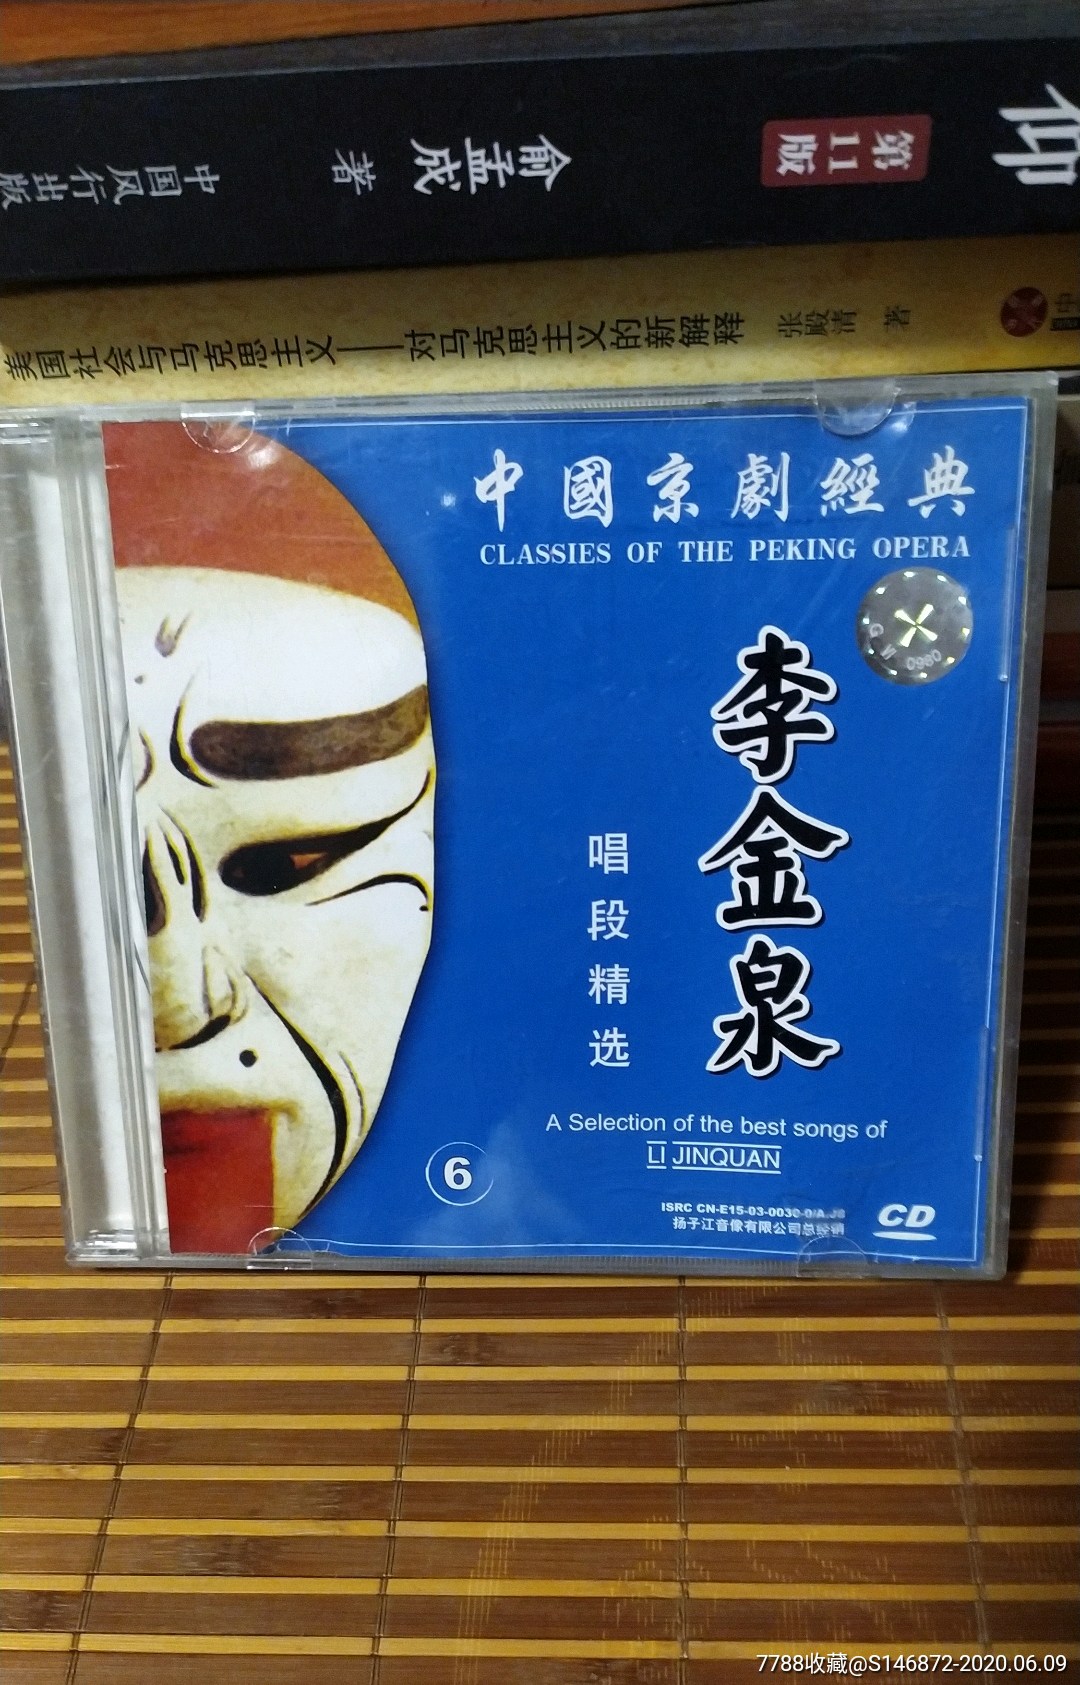 仰
第11版
俞孟成 著
中国风行出版
美国社会与马克思主义——对马克思主义的新解释 张殿清 著
中國京劇經典
CLASSIES OF THE PEKING OPERA
0980
李金泉
唱段精选
A Selection of the best songs of
LI JINQUAN
6
扬子江音像有限公司总经销
CD
7788收藏@S146872-2020.06.09